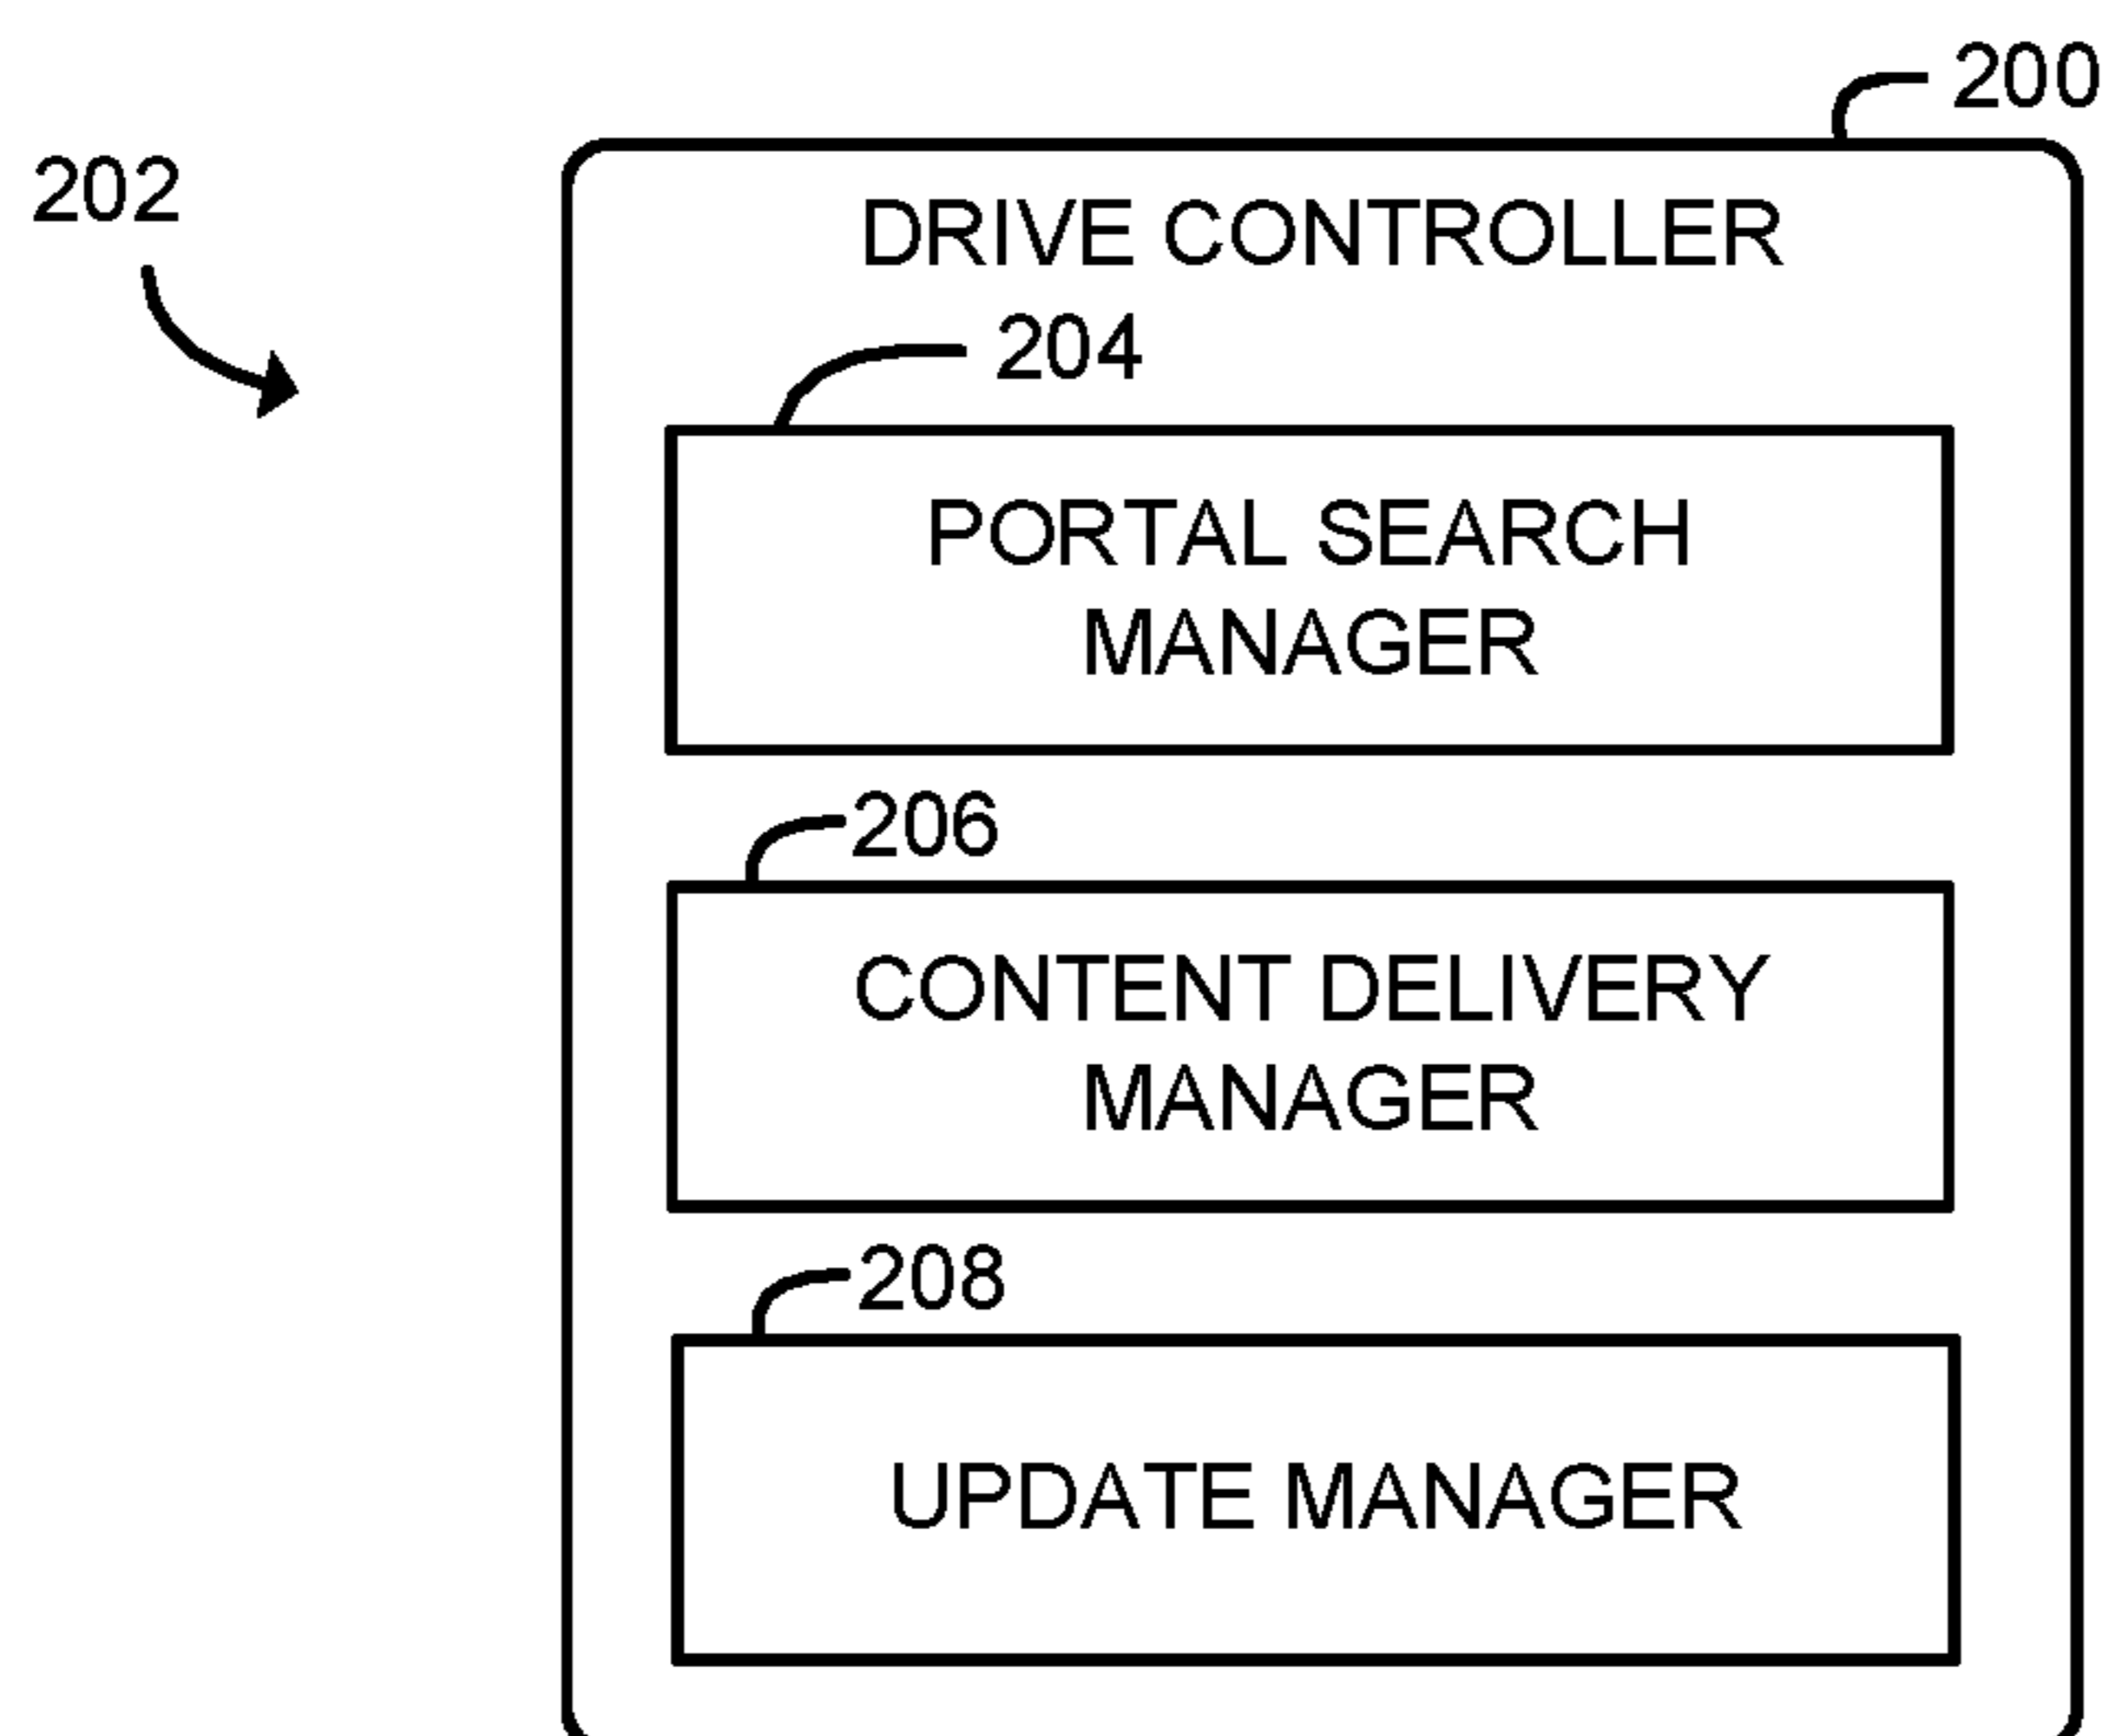 200
202
DRIVE CONTROLLER
204
PORTAL SEARCH
MANAGER
206
CONTENT DELIVERY
MANAGER
208
UPDATE MANAGER